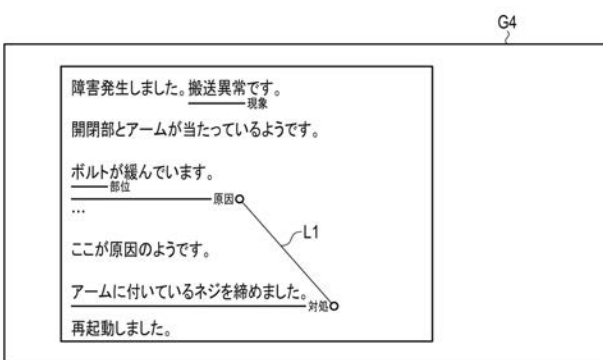 G4
障害発生しました。搬送異常です。
現象
開閉部とアームが当たっているようです。
ボルトが緩んでいます。
部位
原因
…
L1
ここが原因のようです。
アームに付いているネジを締めました。
対処
再起動しました。